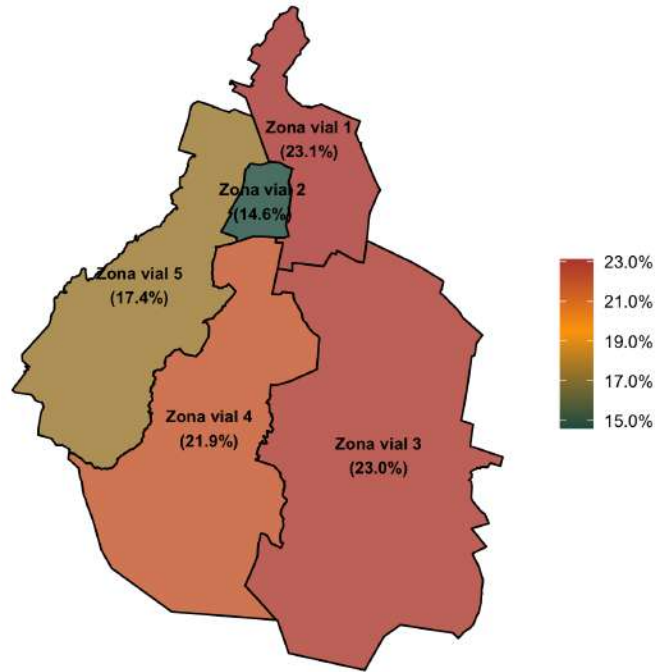 Zona vial 1
(23.1%)
Zona vial 2
(14.6%)
Zona vial 5
(17.4%)
Zona vial 4
(21.9%)
Zona vial 3
(23.0%)
23.0%
21.0%
19.0%
17.0%
15.0%